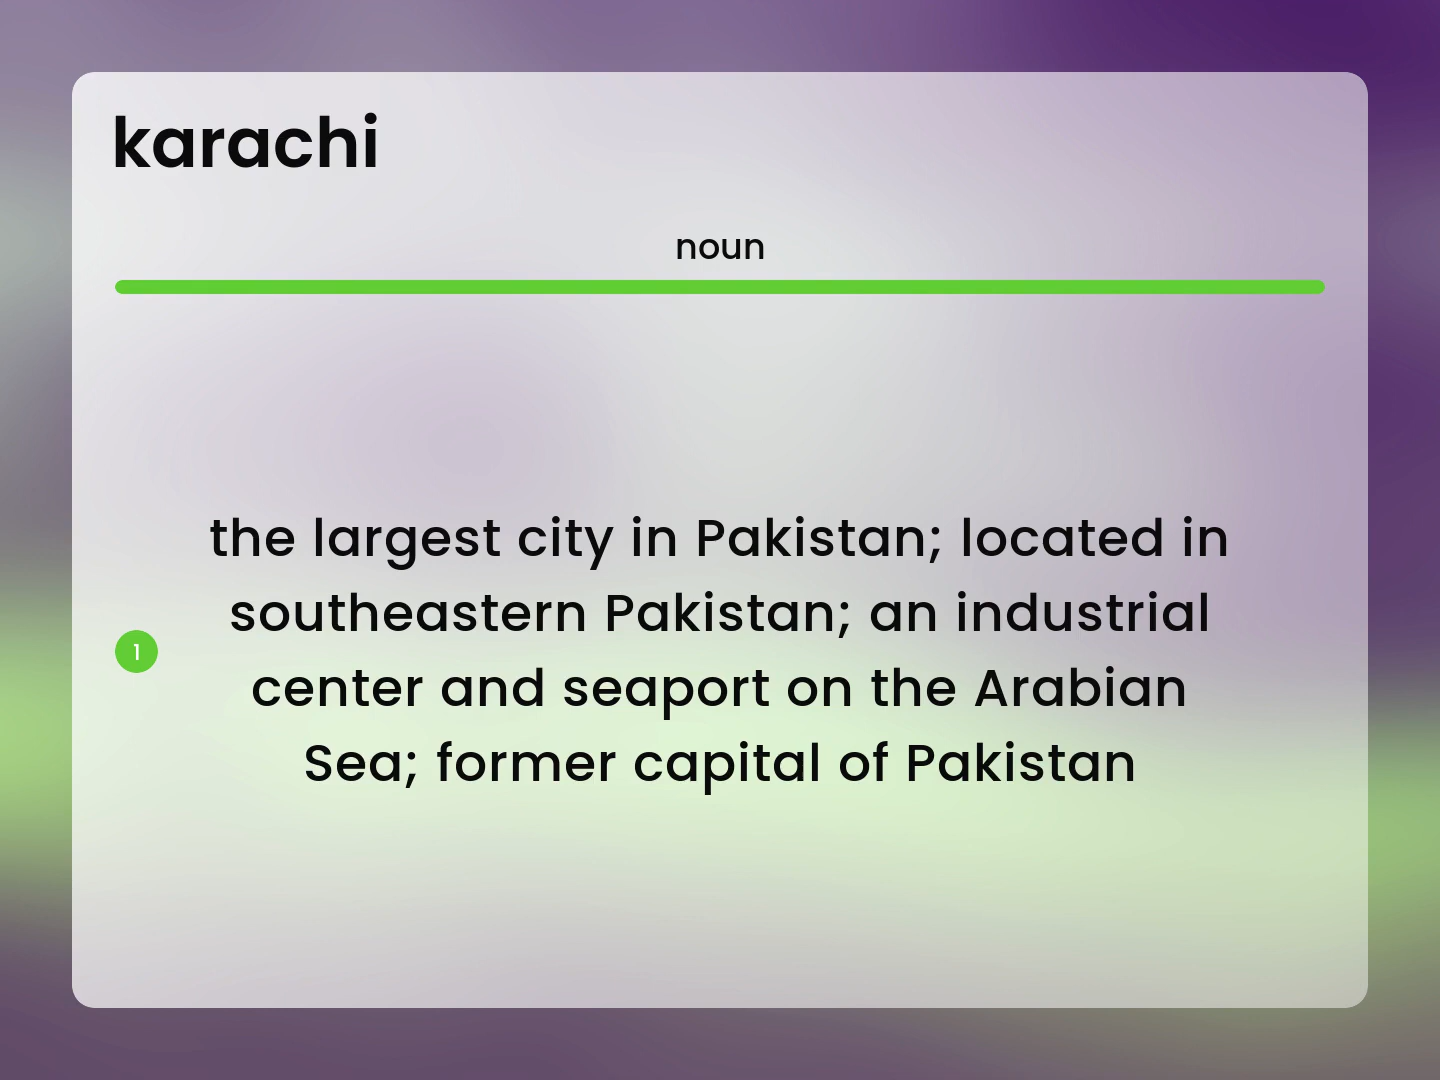 karachi
noun
the largest city in Pakistan; located in
southeastern Pakistan; an industrial
1
center and seaport on the Arabian
Sea; former capital of Pakistan